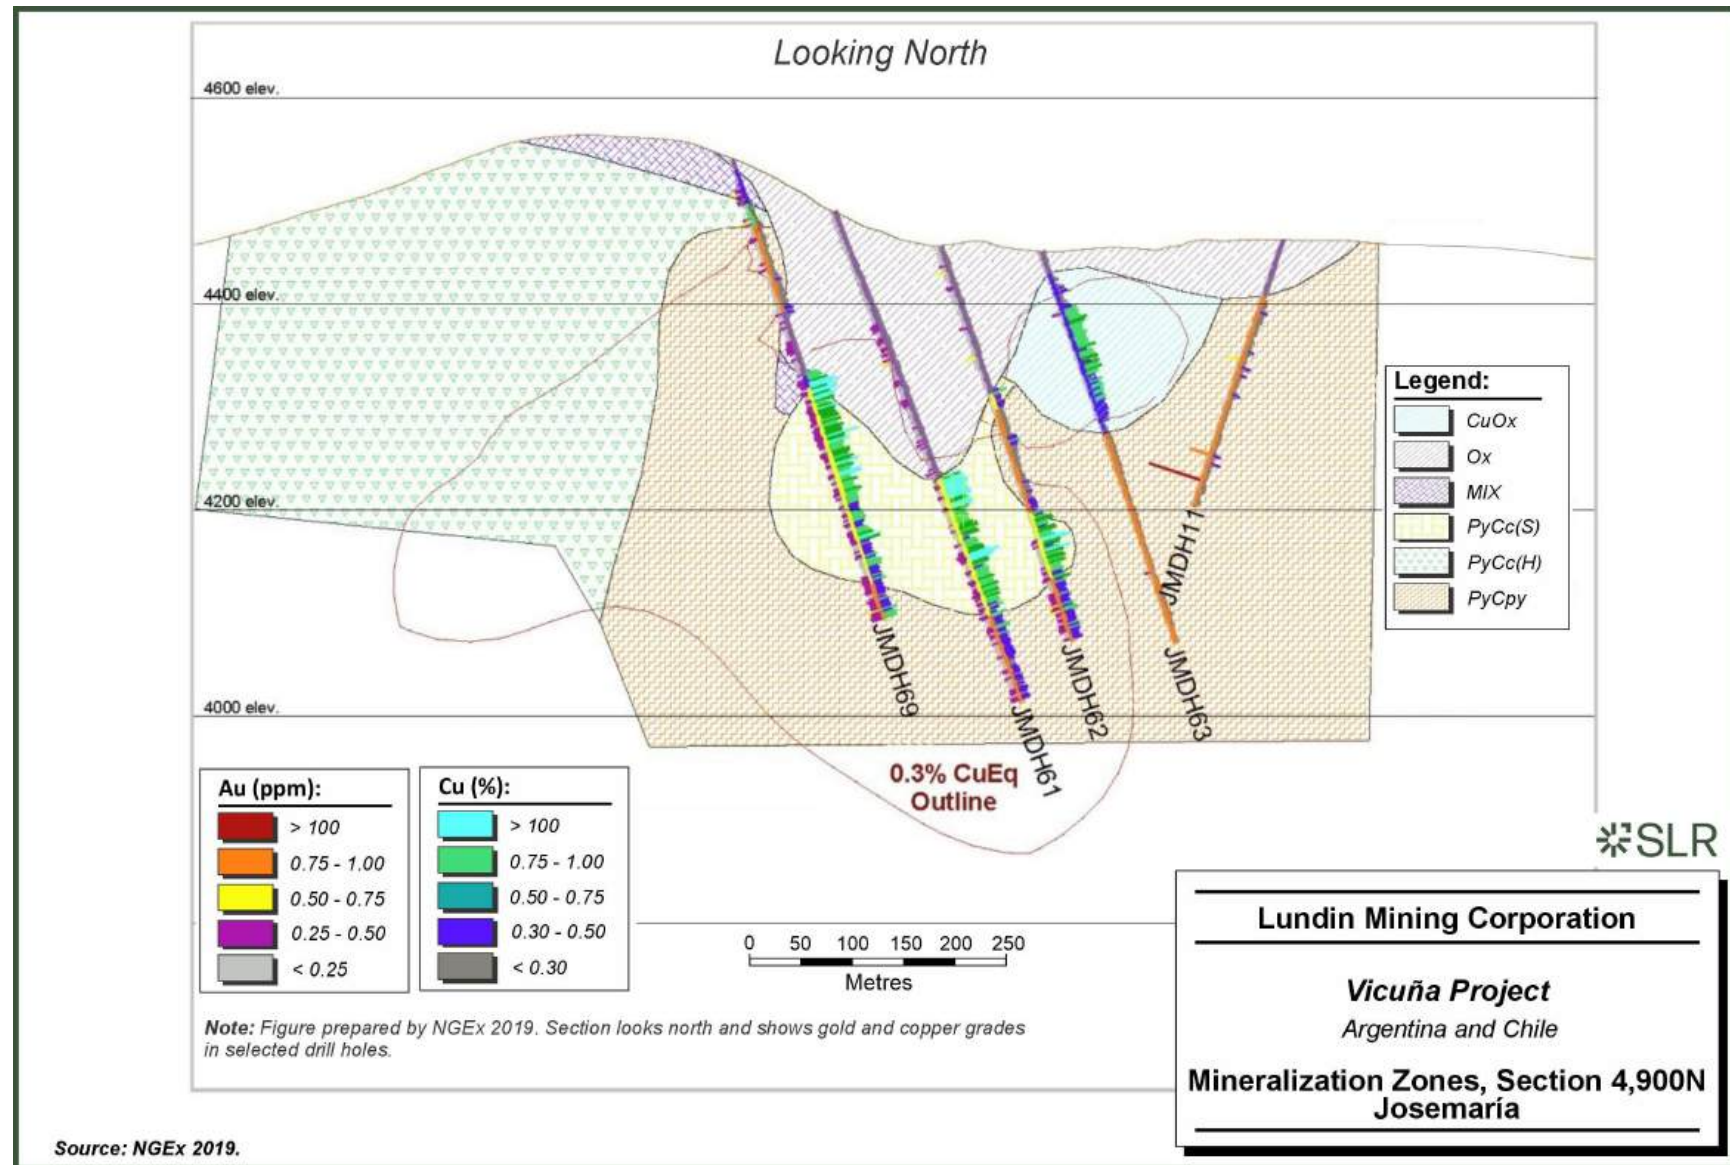 Looking North
4600 elev.
4400 elev.
4200 elev.
4000 elev.
JMDH69
JMDH61
JMDH62
JMDH63
JMDH11
0.3% CuEq
Outline
Legend:
CuOx
Ox
MIX
PyCc(S)
PyCc(H)
PyCpy
Au (ppm):
> 100
0.75 - 1.00
0.50 - 0.75
0.25 - 0.50
< 0.25
Cu (%):
> 100
0.75 - 1.00
0.50 - 0.75
0.30 - 0.50
< 0.30
0 50 100 150 200 250
Metres
Note: Figure prepared by NGEx 2019. Section looks north and shows gold and copper grades
in selected drill holes.
SLR
Lundin Mining Corporation
Vicuña Project
Argentina and Chile
Mineralization Zones, Section 4,900N
Josemaría
Source: NGEx 2019.